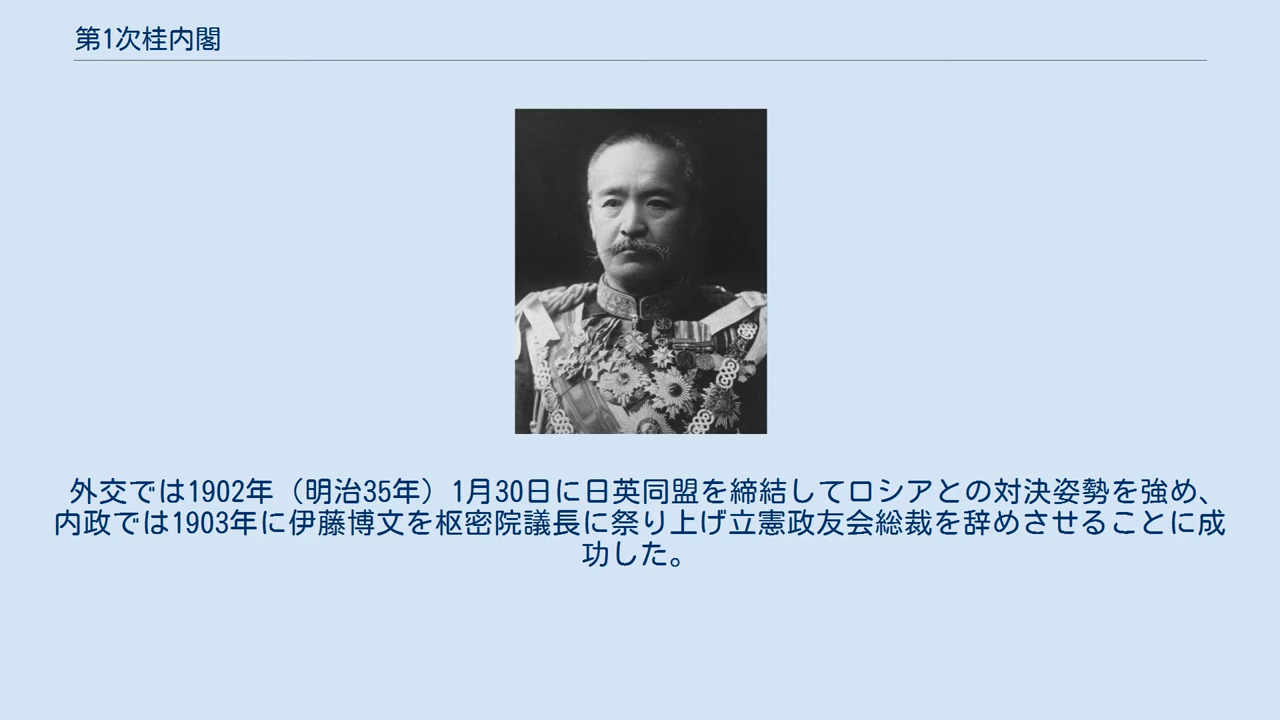 第1次桂内閣
外交では1902年（明治35年）1月30日に日英同盟を締結してロシアとの対決姿勢を強め、
内政では1903年に伊藤博文を枢密院議長に祭り上げ立憲政友会総裁を辞めさせることに成
功した。